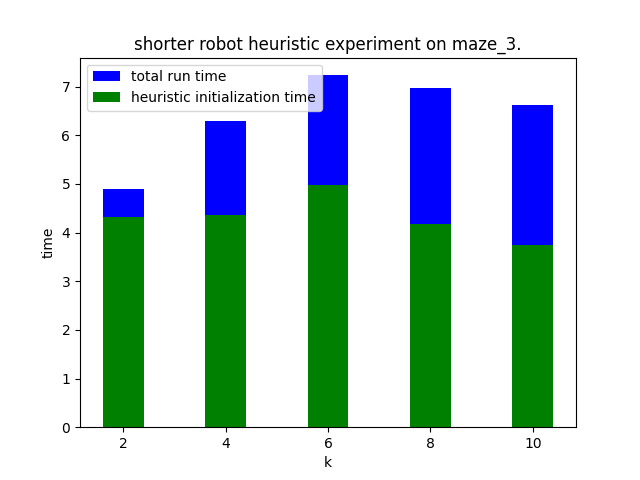 shorter robot heuristic experiment on maze_3.
total run time
heuristic initialization time
7
6
5
4
3
2
1
0
time
2 4 6 8 10
k